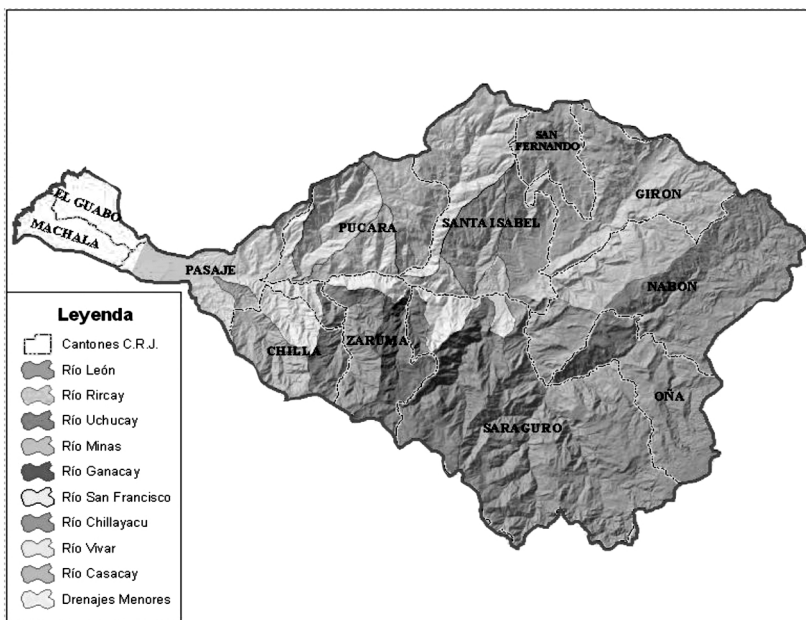 SAN
FERNANDO
GIRON
EL GUABO
MACHALA
PUCARA
SANTA ISABEL
PASAJE
NABON
CHILLA
ZARUMA
OÑA
SARAGURO
Leyenda
Cantones C.R.J.
Río León
Río Rircay
Río Uchucay
Río Minas
Río Ganacay
Río San Francisco
Río Chillayacu
Río Vivar
Río Casacay
Drenajes Menores